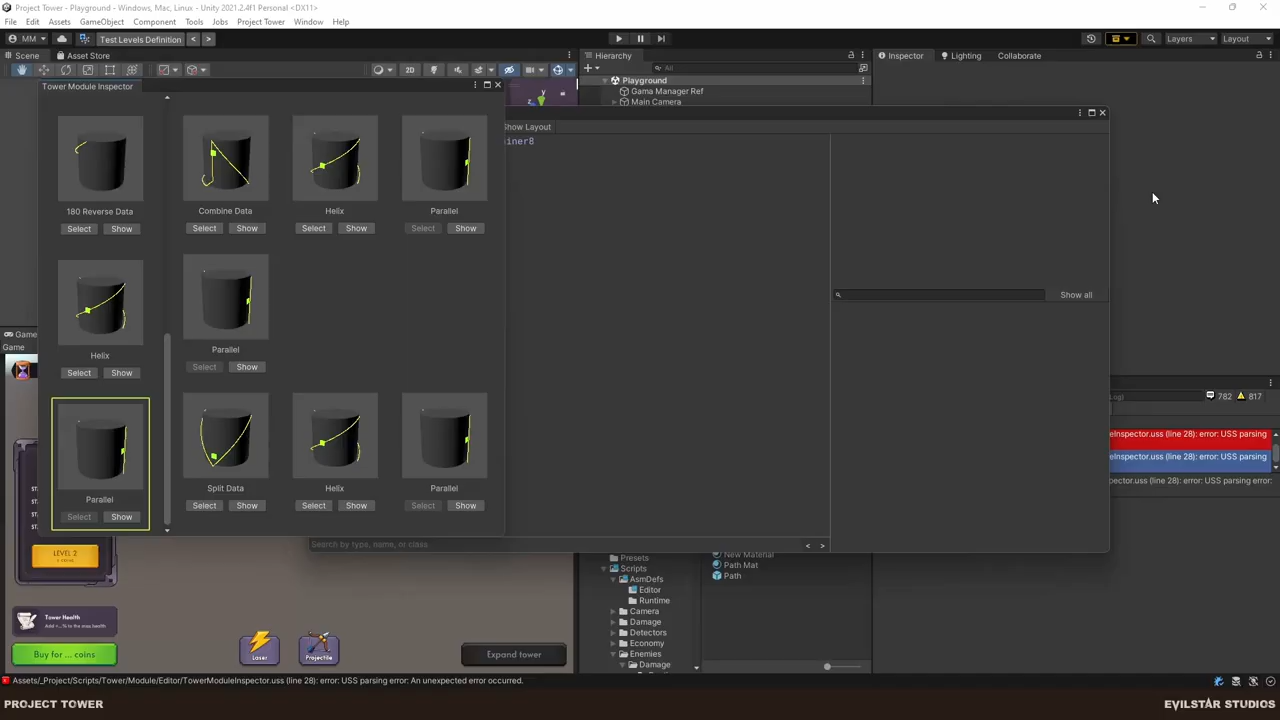 Project Tower - Playground - Windows, Mac, Linux - Unity 2021.2.4f1 Personal <DX11>
File Edit Assets GameObject Component Tools Jobs Project Tower Window Help
MM Test Levels Definition < > Layers Layout
Scene Asset Store Hierarchy Inspector Lighting Collaborate
2D All
Tower Module Inspector Playground
Gama Manager Ref
Main Camera
Show Layout
ainer8
180 Reverse Data Combine Data Helix Parallel
Select Show Select Show Select Show Select Show
Show all
Game
Game
Helix Parallel
Select Show Select Show
782 817
eInspector.uss (line 28): error: USS parsing
eInspector.uss (line 28): error: USS parsing
cpector.uss (line 28): error: USS parsing error:
Parallel Split Data Helix Parallel
Select Show Select Show Select Show Select Show
Search by type, name, or class < >
LEVEL 2
Presets New Material
Scripts Path Mat
AsmDefs Path
Editor
Runtime
Camera
Damage
Detectors
Economy
Enemies
Damage
Tower Health
Buy for ... coins
Laser Projectile Expand tower
Assets/_Project/Scripts/Tower/Module/Editor/TowerModuleInspector.uss (line 28): error: USS parsing error: An unexpected error occurred.
PROJECT TOWER EVILSTAR STUDIOS